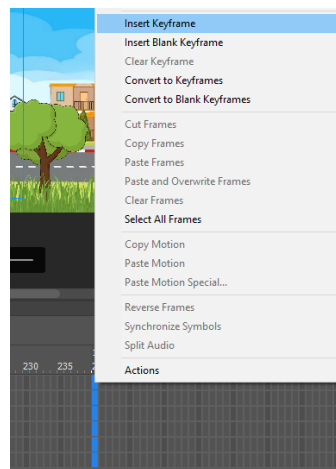 Insert Keyframe
Insert Blank Keyframe
Clear Keyframe
Convert to Keyframes
Convert to Blank Keyframes
Cut Frames
Copy Frames
Paste Frames
Paste and Overwrite Frames
Clear Frames
Select All Frames
Copy Motion
Paste Motion
Paste Motion Special...
Reverse Frames
Synchronize Symbols
Split Audio
Actions
230 235